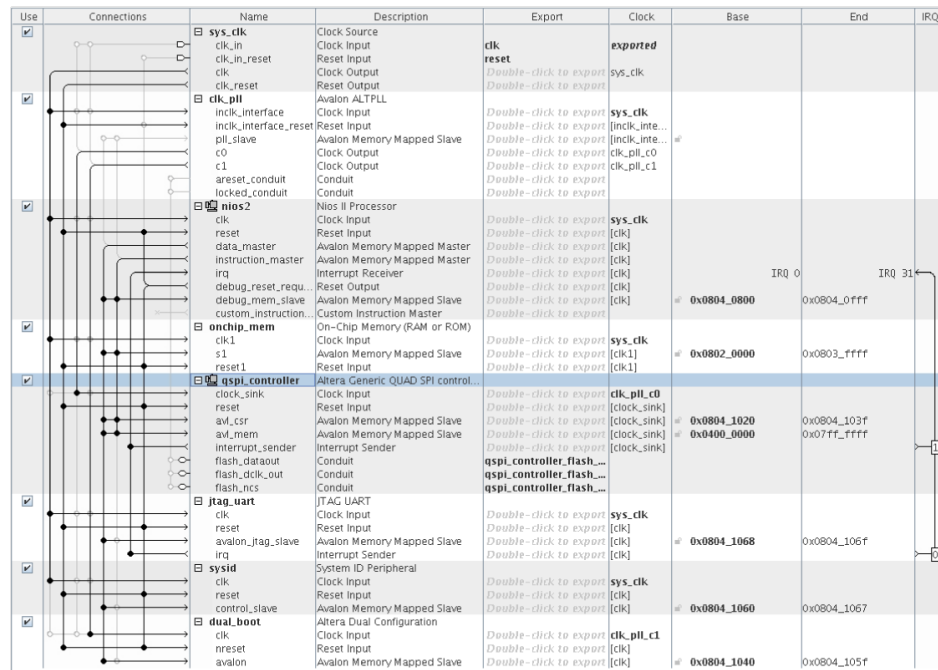 Use Connections Name Description Export Clock Base End IRQ
sys_clk Clock Source
clk_in Clock Input clk exported
clk_in_reset Reset Input reset
clk Clock Output Double-click to export sys_clk
clk_reset Reset Output Double-click to export
clk_pll Avalon ALTPLL
inclk_interface Clock Input Double-click to export sys_clk
inclk_interface_reset Reset Input Double-click to export [inclk_inte...
pll_slave Avalon Memory Mapped Slave Double-click to export [inclk_inte...
c0 Clock Output Double-click to export clk_pll_c0
c1 Clock Output Double-click to export clk_pll_c1
areset_conduit Conduit Double-click to export
locked_conduit Conduit Double-click to export
nios2 Nios II Processor
clk Clock Input Double-click to export sys_clk
reset Reset Input Double-click to export [clk]
data_master Avalon Memory Mapped Master Double-click to export [clk]
instruction_master Avalon Memory Mapped Master Double-click to export [clk]
irq Interrupt Receiver Double-click to export [clk] IRQ 0 IRQ 31
debug_reset_requ... Reset Output Double-click to export [clk]
debug_mem_slave Avalon Memory Mapped Slave Double-click to export [clk] 0x0804_0800 0x0804_0fff
custom_instruction... Custom Instruction Master Double-click to export
onchip_mem On-Chip Memory (RAM or ROM)
clk1 Clock Input Double-click to export sys_clk
s1 Avalon Memory Mapped Slave Double-click to export [clk1] 0x0802_0000 0x0803_ffff
reset1 Reset Input Double-click to export [clk1]
qspi_controller Altera Generic QUAD SPI control...
clock_sink Clock Input Double-click to export clk_pll_c0
reset Reset Input Double-click to export [clock_sink]
avl_csr Avalon Memory Mapped Slave Double-click to export [clock_sink] 0x0804_1020 0x0804_103f
avl_mem Avalon Memory Mapped Slave Double-click to export [clock_sink] 0x0400_0000 0x07ff_ffff
interrupt_sender Interrupt Sender Double-click to export [clock_sink] 1
flash_dataout Conduit qspi_controller_flash_...
flash_dclk_out Conduit qspi_controller_flash_...
flash_ncs Conduit qspi_controller_flash_...
jtag_uart JTAG UART
clk Clock Input Double-click to export sys_clk
reset Reset Input Double-click to export [clk]
avalon_jtag_slave Avalon Memory Mapped Slave Double-click to export [clk] 0x0804_1068 0x0804_106f
irq Interrupt Sender Double-click to export [clk] 0
sysid System ID Peripheral
clk Clock Input Double-click to export sys_clk
reset Reset Input Double-click to export [clk]
control_slave Avalon Memory Mapped Slave Double-click to export [clk] 0x0804_1060 0x0804_1067
dual_boot Altera Dual Configuration
clk Clock Input Double-click to export clk_pll_c1
nreset Reset Input Double-click to export [clk]
avalon Avalon Memory Mapped Slave Double-click to export [clk] 0x0804_1040 0x0804_105f